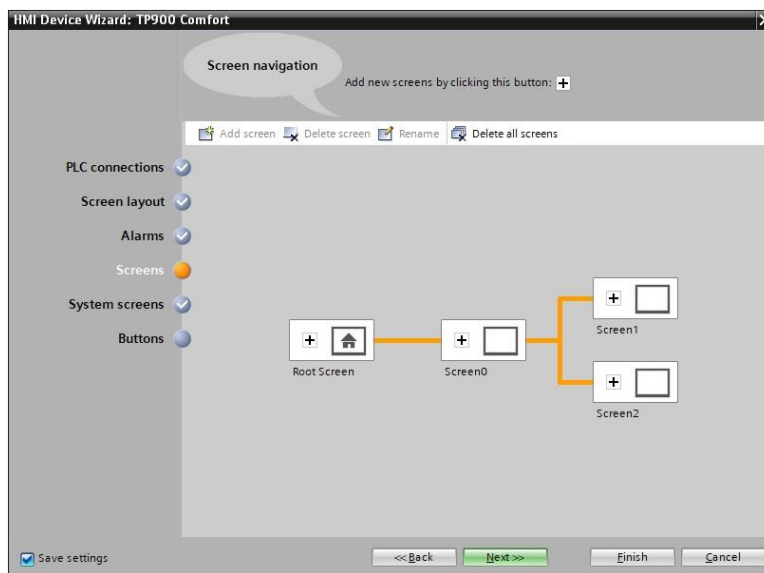 HMI Device Wizard: TP900 Comfort
Screen navigation
Add new screens by clicking this button:
Add screen Delete screen Rename Delete all screens
PLC connections
Screen layout
Alarms
Screens
System screens
Buttons
Screen1
Root Screen
Screen0
Screen2
Save settings
<<Back Next>> Finish Cancel